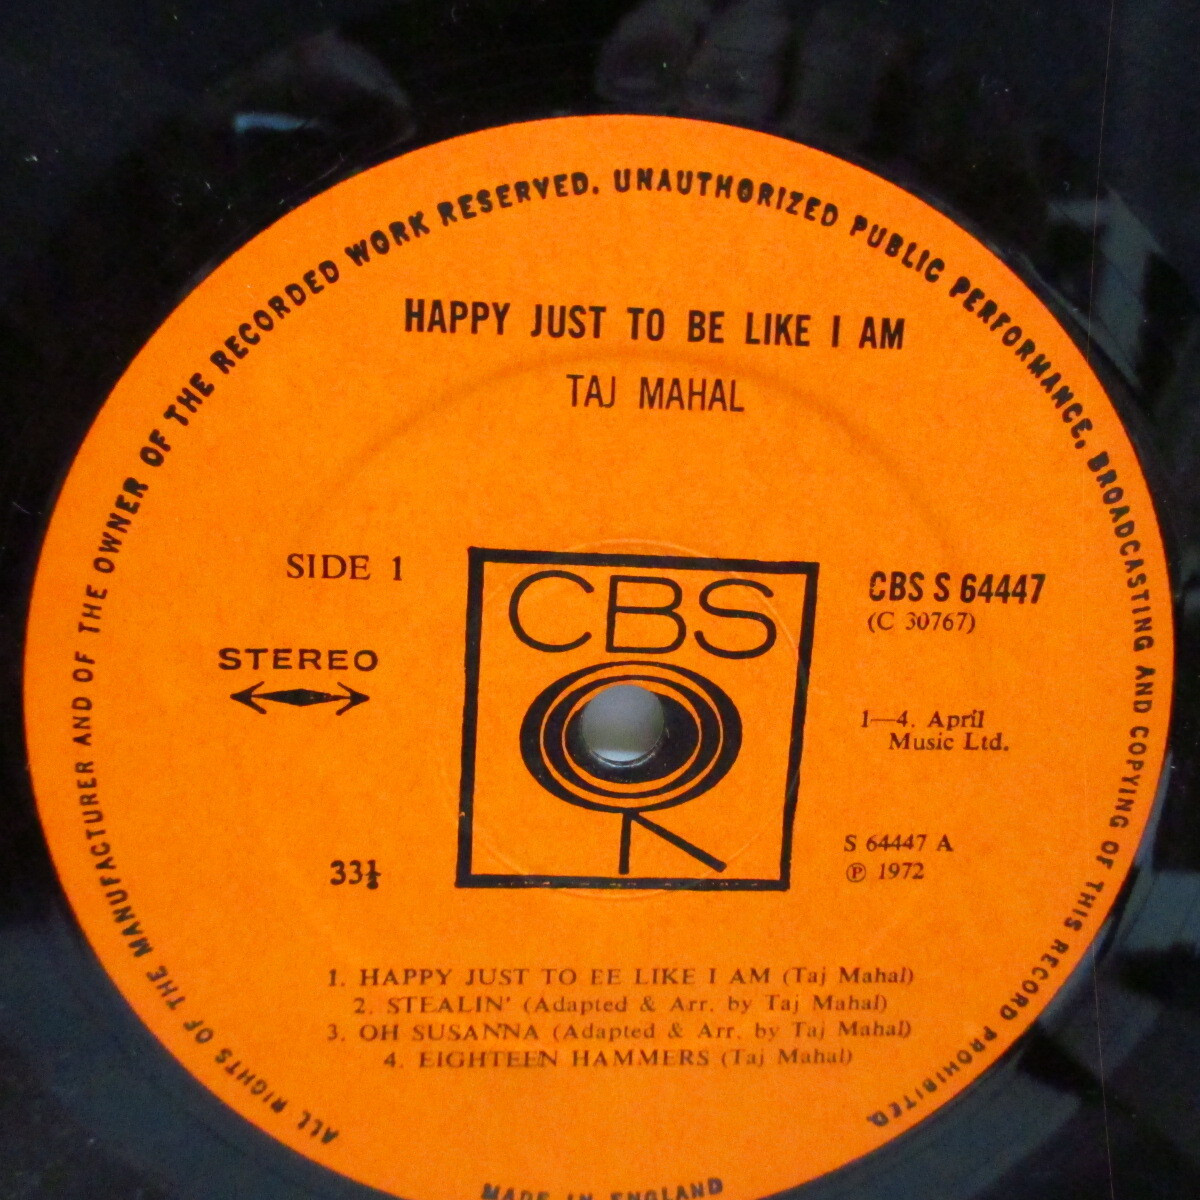 ALL RIGHTS OF THE MANUFACTURER AND OF THE OWNER OF THE RECORDED WORK RESERVED. UNAUTHORIZED PUBLIC PERFORMANCE, BROADCASTING AND COPYING OF THIS RECORD PROHIBITED.
HAPPY JUST TO BE LIKE I AM
TAJ MAHAL
SIDE 1
STEREO
33⅓
CBS
CBS S 64447
(C 30767)
1—4. April
Music Ltd.
S 64447 A
℗ 1972
1. HAPPY JUST TO EE LIKE I AM (Taj Mahal)
2. STEALIN' (Adapted & Arr. by Taj Mahal)
3. OH SUSANNA (Adapted & Arr. by Taj Mahal)
4. EIGHTEEN HAMMERS (Taj Mahal)
MADE IN ENGLAND